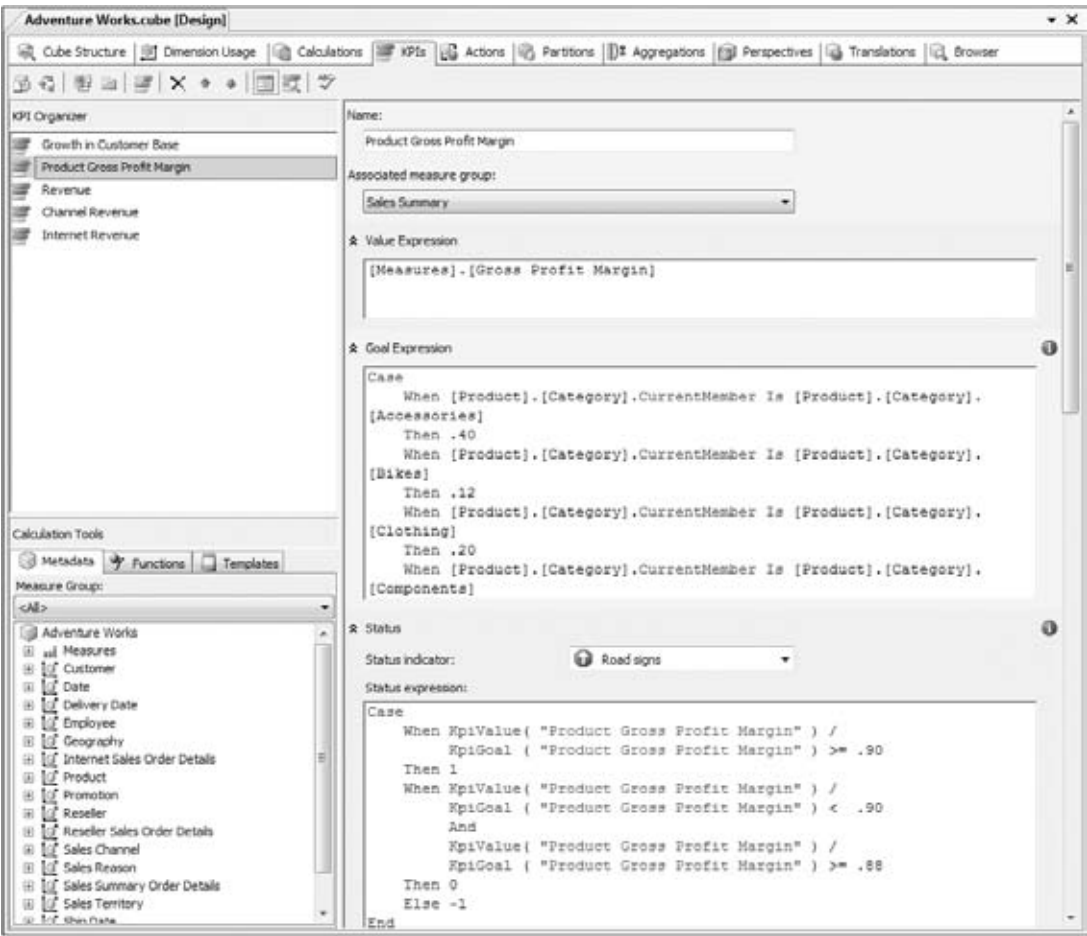 Adventure Works.cube [Design]
Cube Structure Dimension Usage Calculations KPIs Actions Partitions Aggregations Perspectives Translations Browser
KPI Organizer
Growth in Customer Base
Product Gross Profit Margin
Revenue
Channel Revenue
Internet Revenue
Calculation Tools
Metadata Functions Templates
Measure Group:
<All>
Adventure Works
Measures
Customer
Date
Delivery Date
Employee
Geography
Internet Sales Order Details
Product
Promotion
Reseller
Reseller Sales Order Details
Sales Channel
Sales Reason
Sales Summary Order Details
Sales Territory
Ship Date
Name:
Product Gross Profit Margin
Associated measure group:
Sales Summary
Value Expression
[Measures].[Gross Profit Margin]
Goal Expression
Case
When [Product].[Category].CurrentMember Is [Product].[Category].
[Accessories]
Then .40
When [Product].[Category].CurrentMember Is [Product].[Category].
[Bikes]
Then .12
When [Product].[Category].CurrentMember Is [Product].[Category].
[Clothing]
Then .20
When [Product].[Category].CurrentMember Is [Product].[Category].
[Components]
Status
Status indicator: Road signs
Status expression:
Case
When KpiValue( "Product Gross Profit Margin" ) /
KpiGoal ( "Product Gross Profit Margin" ) >= .90
Then 1
When KpiValue( "Product Gross Profit Margin" ) /
KpiGoal ( "Product Gross Profit Margin" ) < .90
And
KpiValue( "Product Gross Profit Margin" ) /
KpiGoal ( "Product Gross Profit Margin" ) >= .88
Then 0
Else -1
End